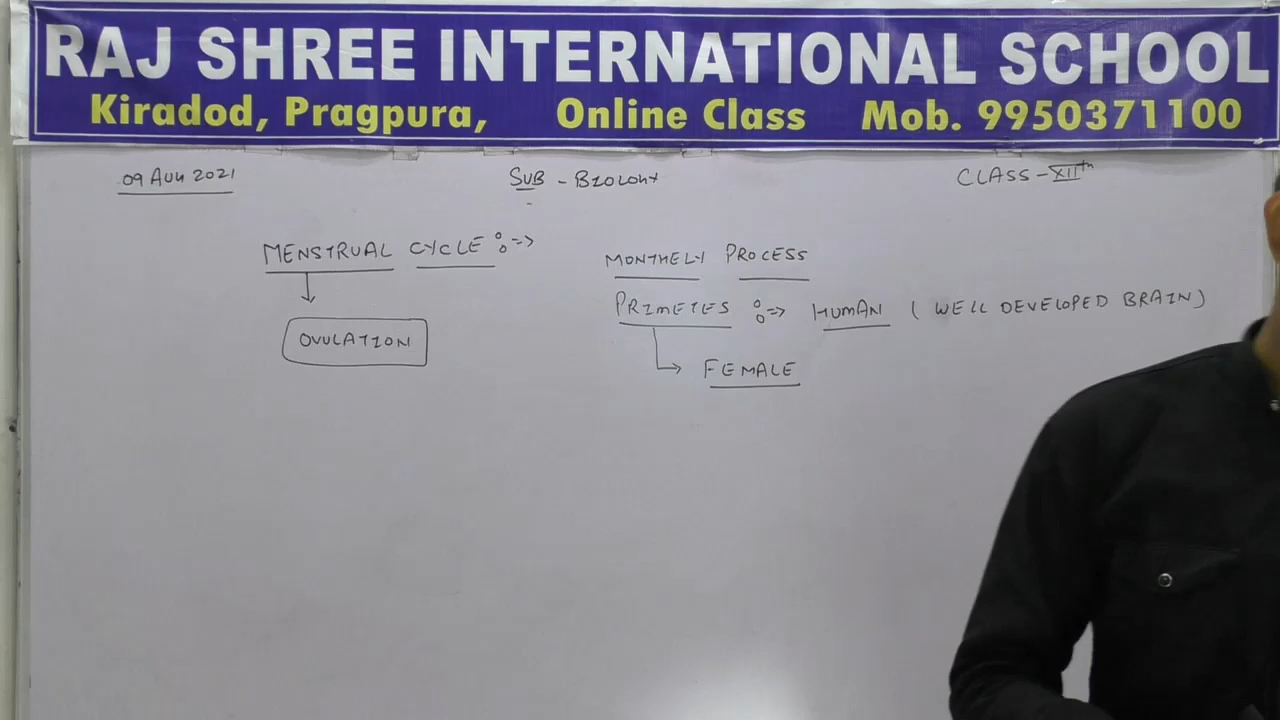 RAJ SHREE INTERNATIONAL SCHOOL
Kiradod, Pragpura, Online Class Mob. 9950371100
09 AUG 2021 SUB - BIOLOGY CLASS - XIIth
MENSTRUAL CYCLE :=> MONTHELY PROCESS
PRIMETES :=> HUMAN ( WELL DEVELOPED BRAIN)
OVULATION
FEMALE